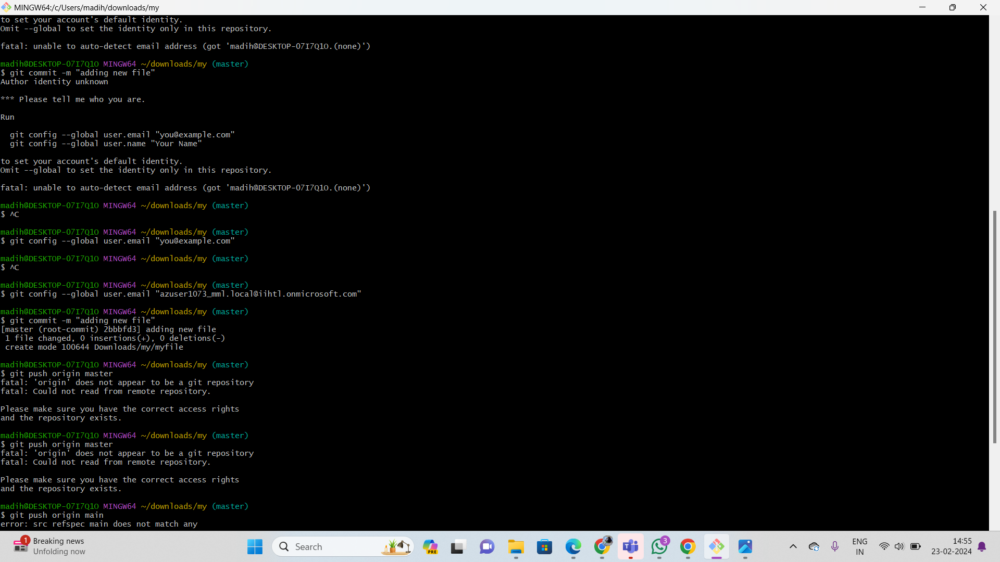 MINGW64:/c/Users/madih/downloads/my
to set your account's default identity.
Omit --global to set the identity only in this repository.
fatal: unable to auto-detect email address (got 'madih@DESKTOP-07I7Q1O.(none)')
madih@DESKTOP-07I7Q1O MINGW64 ~/downloads/my (master)
$ git commit -m "adding new file"
Author identity unknown
*** Please tell me who you are.
Run
  git config --global user.email "you@example.com"
  git config --global user.name "Your Name"
to set your account's default identity.
Omit --global to set the identity only in this repository.
fatal: unable to auto-detect email address (got 'madih@DESKTOP-07I7Q1O.(none)')
madih@DESKTOP-07I7Q1O MINGW64 ~/downloads/my (master)
$ ^C
madih@DESKTOP-07I7Q1O MINGW64 ~/downloads/my (master)
$ git config --global user.email "you@example.com"
madih@DESKTOP-07I7Q1O MINGW64 ~/downloads/my (master)
$ ^C
madih@DESKTOP-07I7Q1O MINGW64 ~/downloads/my (master)
$ git config --global user.email "azuser1073_mml.local@iihtl.onmicrosoft.com"
madih@DESKTOP-07I7Q1O MINGW64 ~/downloads/my (master)
$ git commit -m "adding new file"
[master (root-commit) 2bbbfd3] adding new file
 1 file changed, 0 insertions(+), 0 deletions(-)
 create mode 100644 Downloads/my/myfile
madih@DESKTOP-07I7Q1O MINGW64 ~/downloads/my (master)
$ git push origin master
fatal: 'origin' does not appear to be a git repository
fatal: Could not read from remote repository.
Please make sure you have the correct access rights
and the repository exists.
madih@DESKTOP-07I7Q1O MINGW64 ~/downloads/my (master)
$ git push origin master
fatal: 'origin' does not appear to be a git repository
fatal: Could not read from remote repository.
Please make sure you have the correct access rights
and the repository exists.
madih@DESKTOP-07I7Q1O MINGW64 ~/downloads/my (master)
$ git push origin main
error: src refspec main does not match any
1
Breaking news
Unfolding now
Search
PRE
3
ENG
IN
14:55
23-02-2024